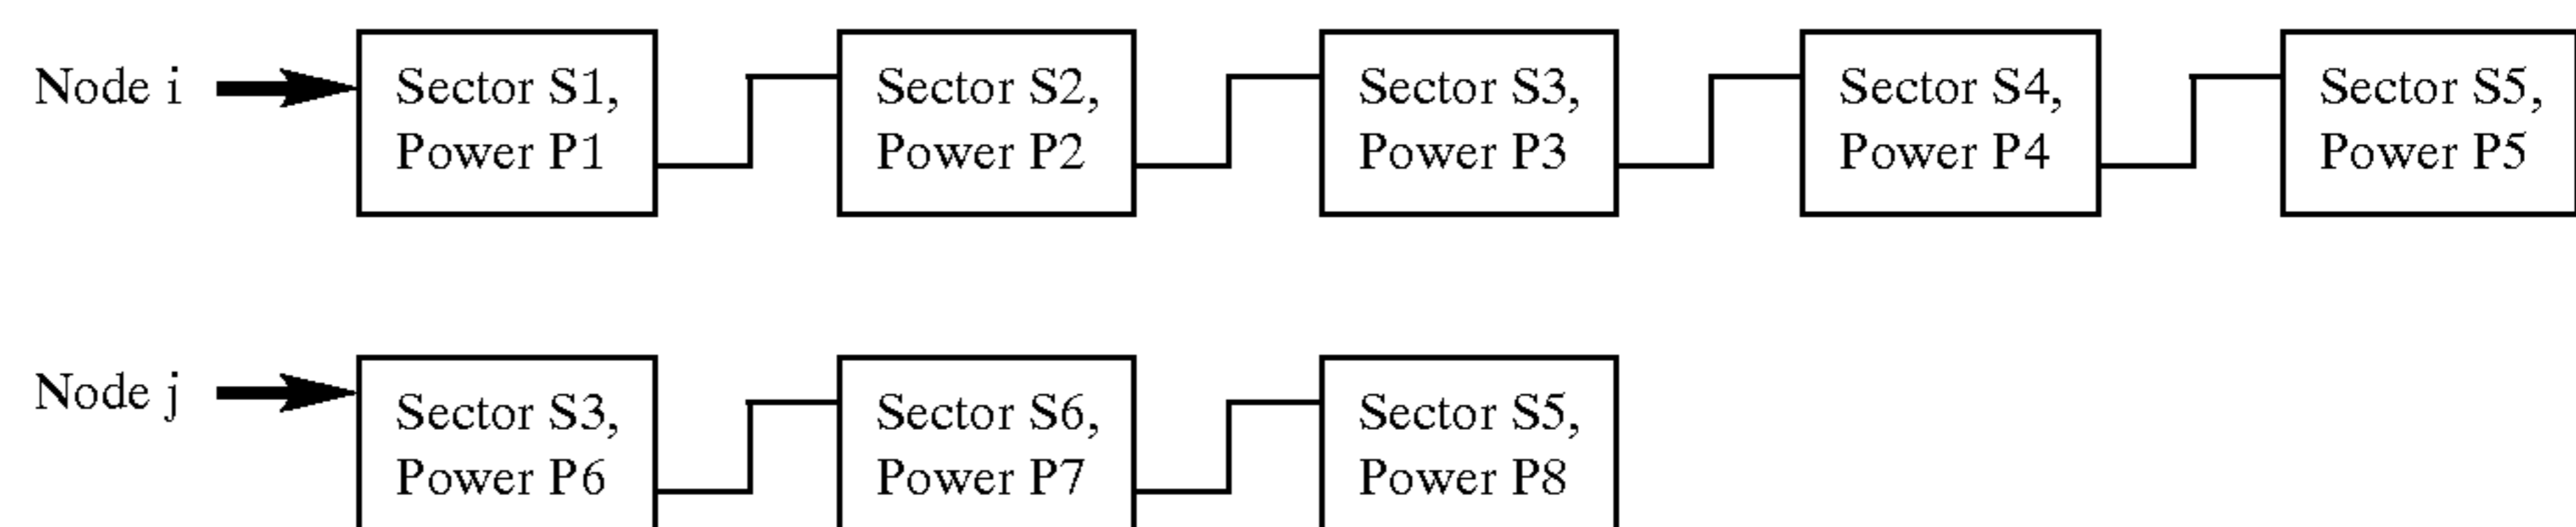 Node i
Sector S1,
Power P1
Sector S2,
Power P2
Sector S3,
Power P3
Sector S4,
Power P4
Sector S5,
Power P5
Node j
Sector S3,
Power P6
Sector S6,
Power P7
Sector S5,
Power P8